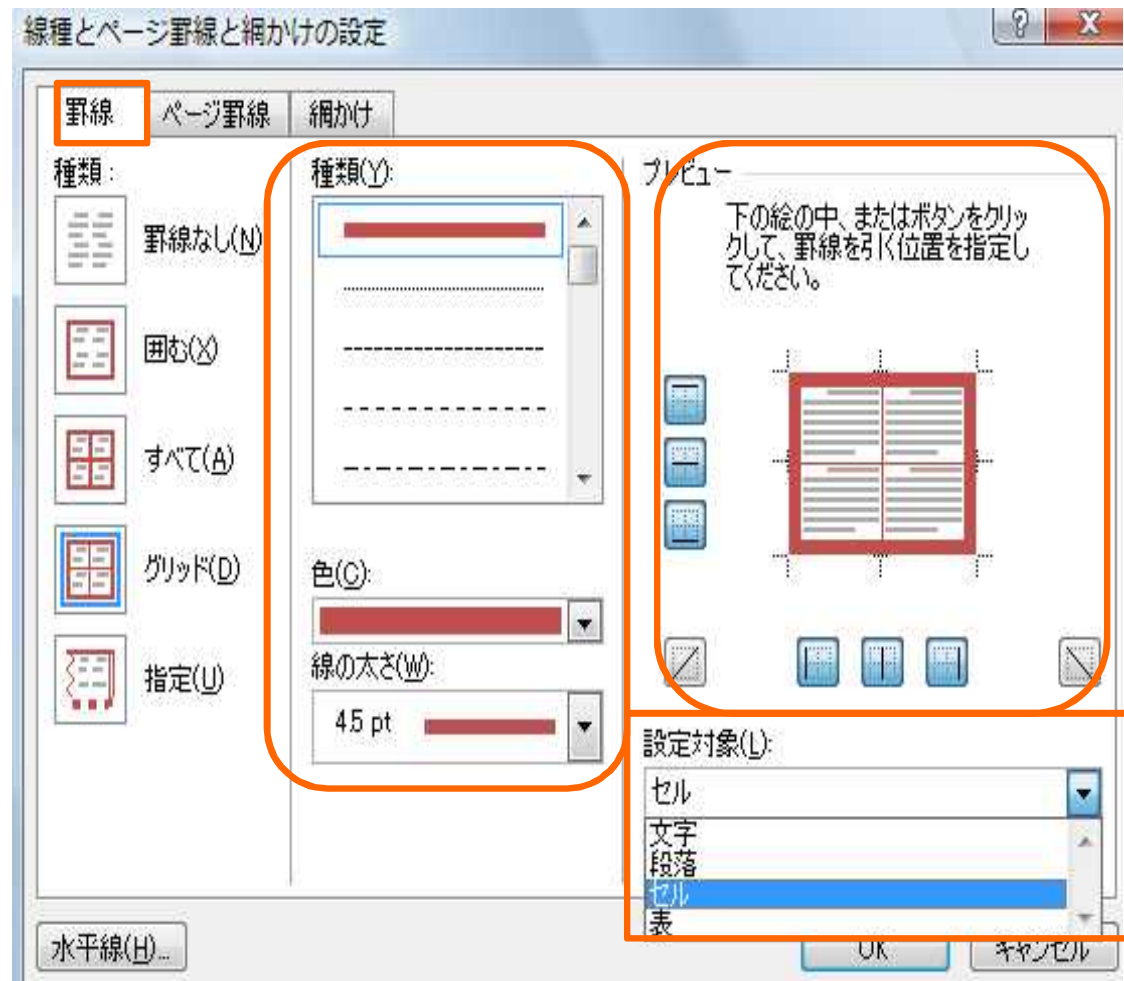 線種とページ罫線と網かけの設定
罫線
ページ罫線
網かけ
種類:
罫線なし(N)
囲む(X)
すべて(A)
グリッド(D)
指定(U)
種類(Y):
色(C):
線の太さ(W):
4.5 pt
プレビュー
下の絵の中、またはボタンをクリッ
クして、罫線を引く位置を指定し
てください。
設定対象(L):
セル
文字
段落
セル
表
水平線(H)...
OK
キャンセル